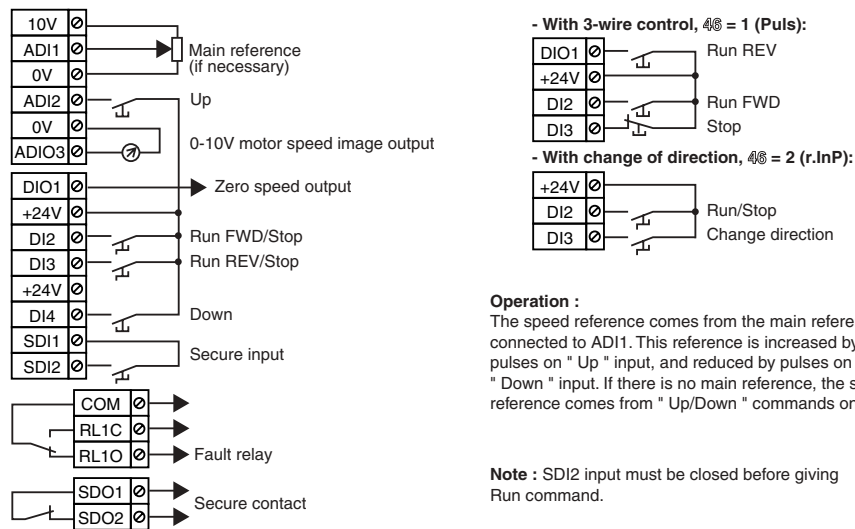 10V
ADI1
Main reference
(if necessary)
0V
ADI2
Up
0V
0-10V motor speed image output
ADIO3
DIO1
Zero speed output
+24V
DI2
Run FWD/Stop
DI3
Run REV/Stop
+24V
DI4
Down
SDI1
Secure input
SDI2
COM
RL1C
RL1O
Fault relay
SDO1
Secure contact
SDO2
- With 3-wire control, 46 = 1 (Puls):
DIO1
Run REV
+24V
DI2
Run FWD
DI3
Stop
- With change of direction, 46 = 2 (r.InP):
+24V
DI2
Run/Stop
DI3
Change direction
Operation :
The speed reference comes from the main
connected to ADI1. This reference is increased by
pulses on " Up " input, and reduced by pulses on
" Down " input. If there is no main reference, the
reference comes from " Up/Down " commands
Note : SDI2 input must be closed before giving
Run command.